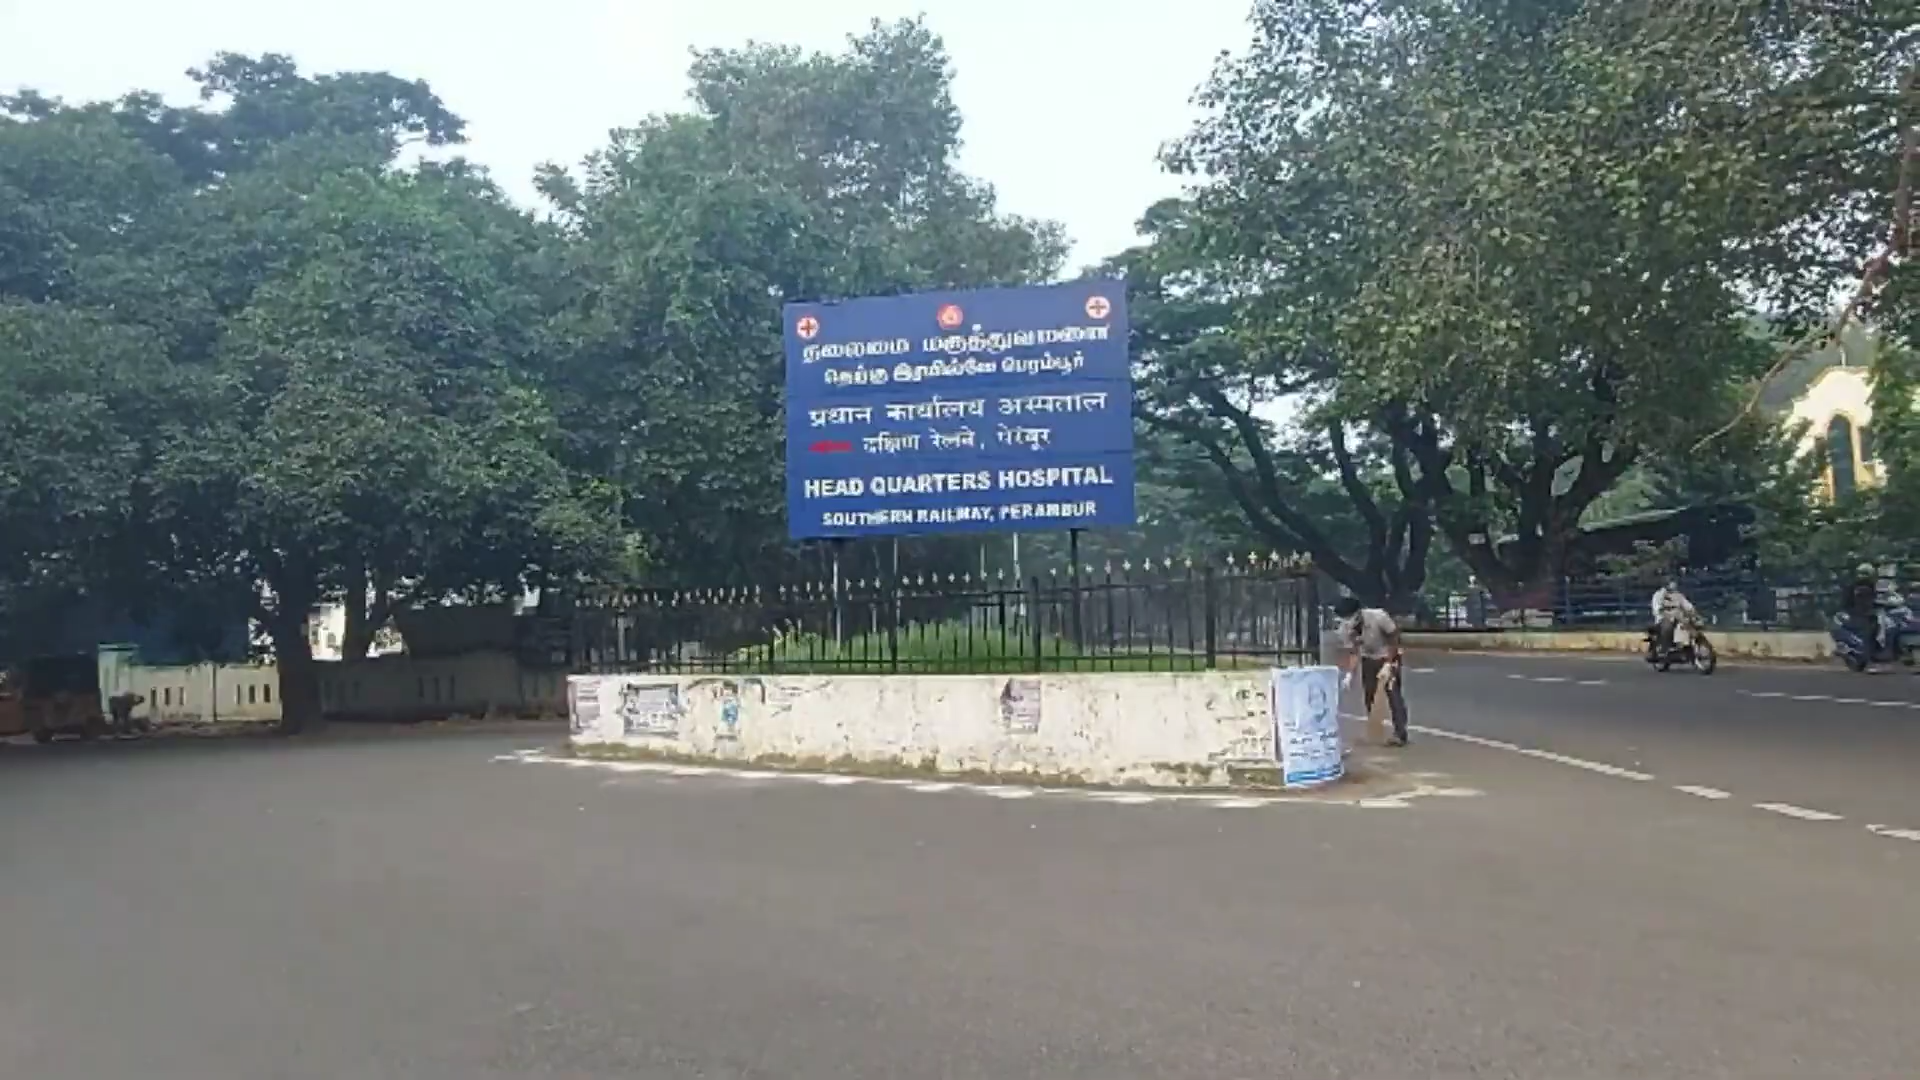 தலைமை மருத்துவமனை
தெற்கு இரயில்வே பெரம்பூர்
प्रधान कार्यालय अस्पताल
दक्षिण रेलवे, पेरंबूर
HEAD QUARTERS HOSPITAL
SOUTHERN RAILWAY, PERAMBUR